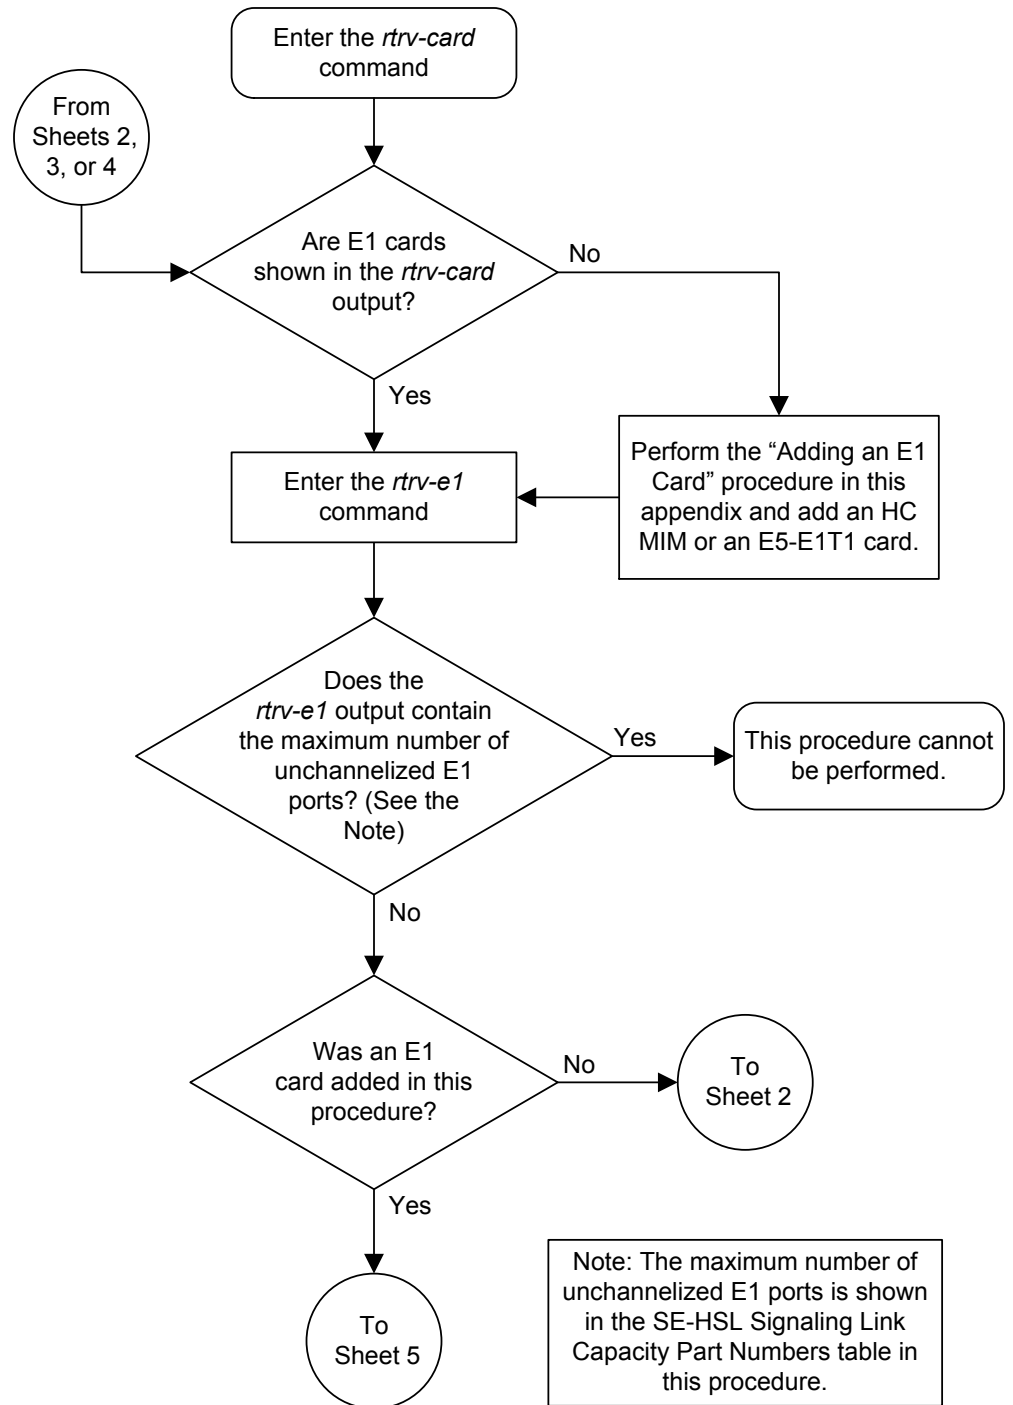 Enter the rtrv-card
command
From
Sheets 2,
3, or 4
Are E1 cards
shown in the rtrv-card
output?
No
Yes
Perform the “Adding an E1
Card” procedure in this
appendix and add an HC
MIM or an E5-E1T1 card.
Enter the rtrv-e1
command
Does the
rtrv-e1 output contain
the maximum number of
unchannelized E1
ports? (See the
Note)
Yes
This procedure cannot
be performed.
No
Was an E1
card added in this
procedure?
No
To
Sheet 2
Yes
To
Sheet 5
Note: The maximum number of
unchannelized E1 ports is shown
in the SE-HSL Signaling Link
Capacity Part Numbers table in
this procedure.